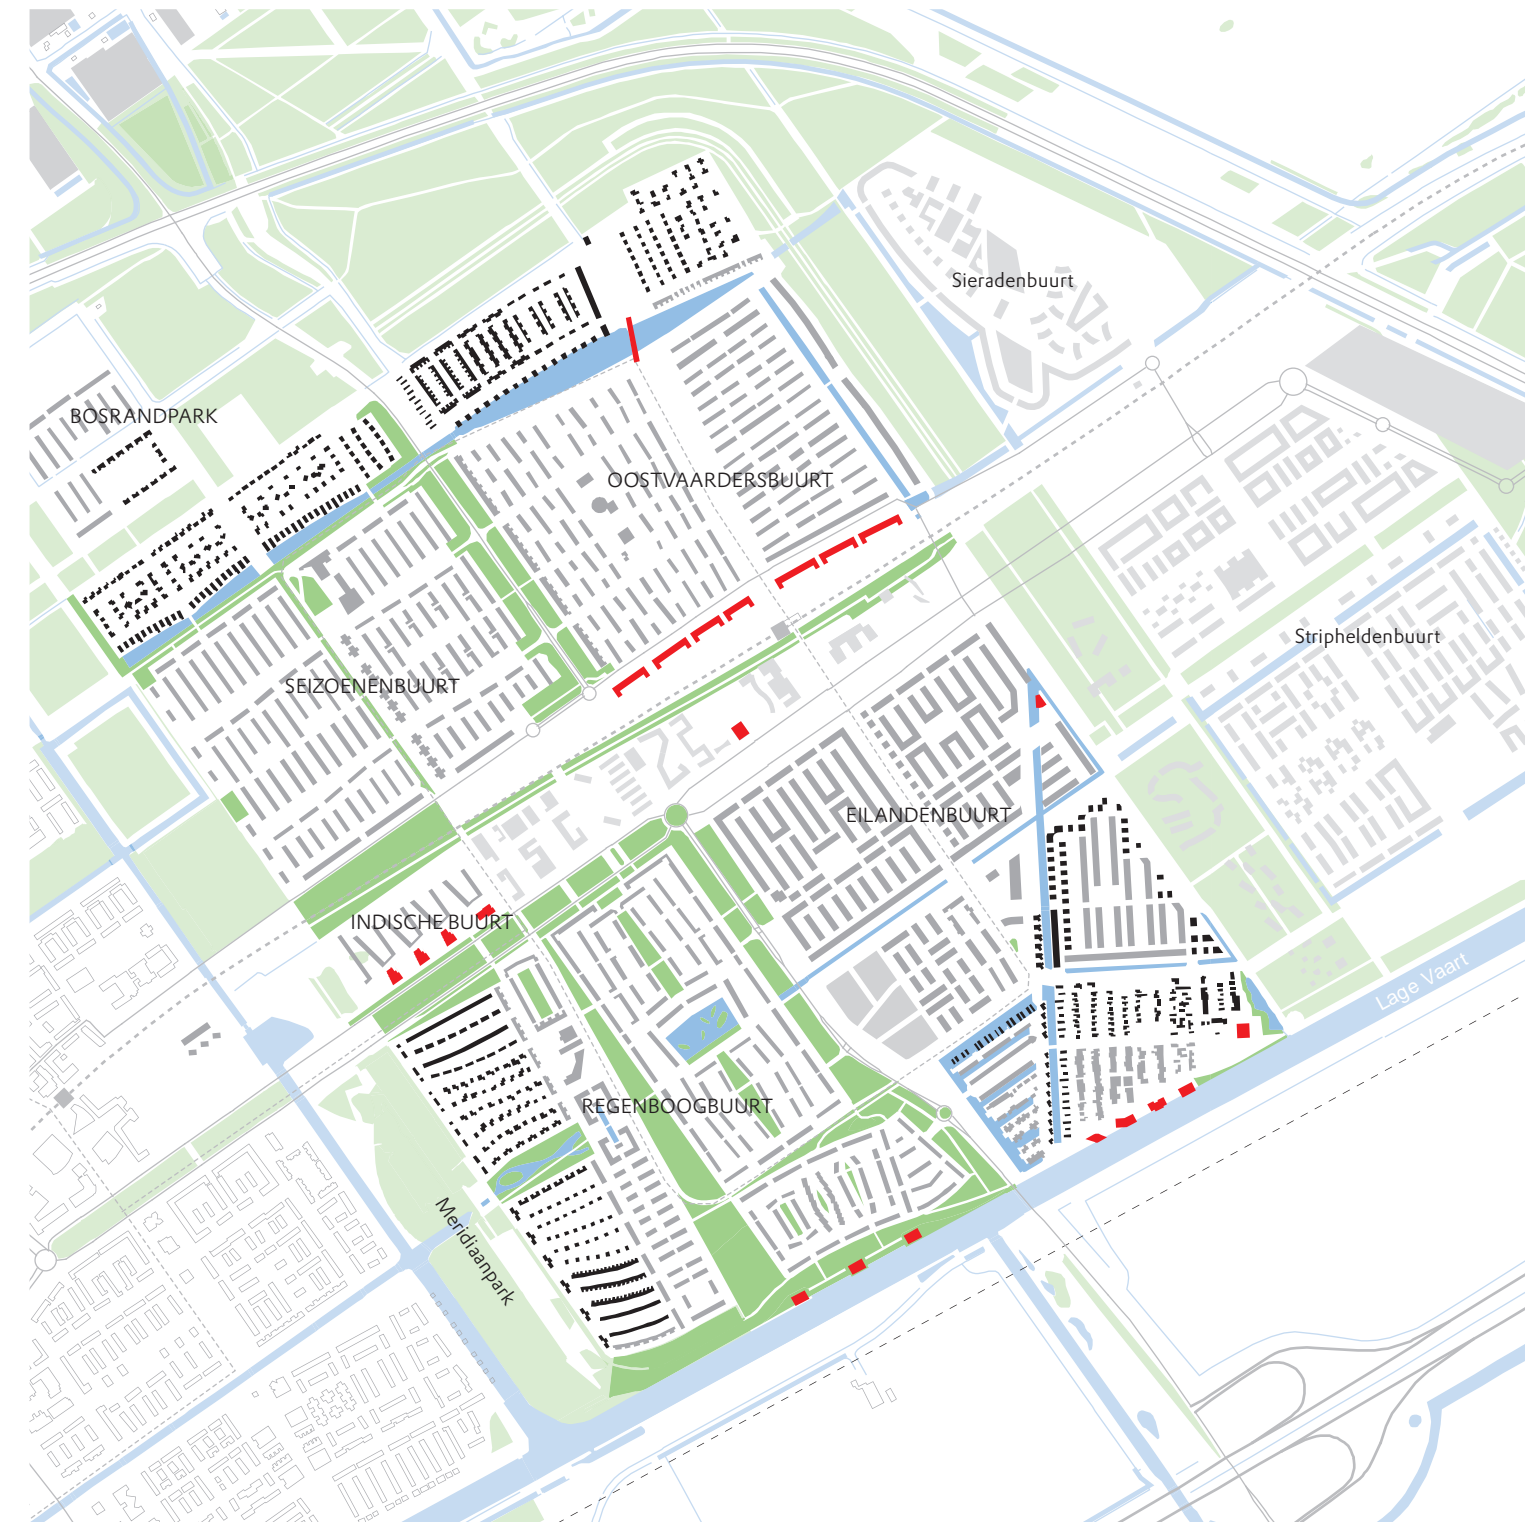 Sieradenbuurt
BOSRANDPARK
OOSTVAARDERSBUURT
Stripheldenbuurt
SEIZOENENBUURT
EILANDENBUURT
INDISCHE BUURT
Lage Vaart
REGENBOOGBUURT
Meridiaanpark